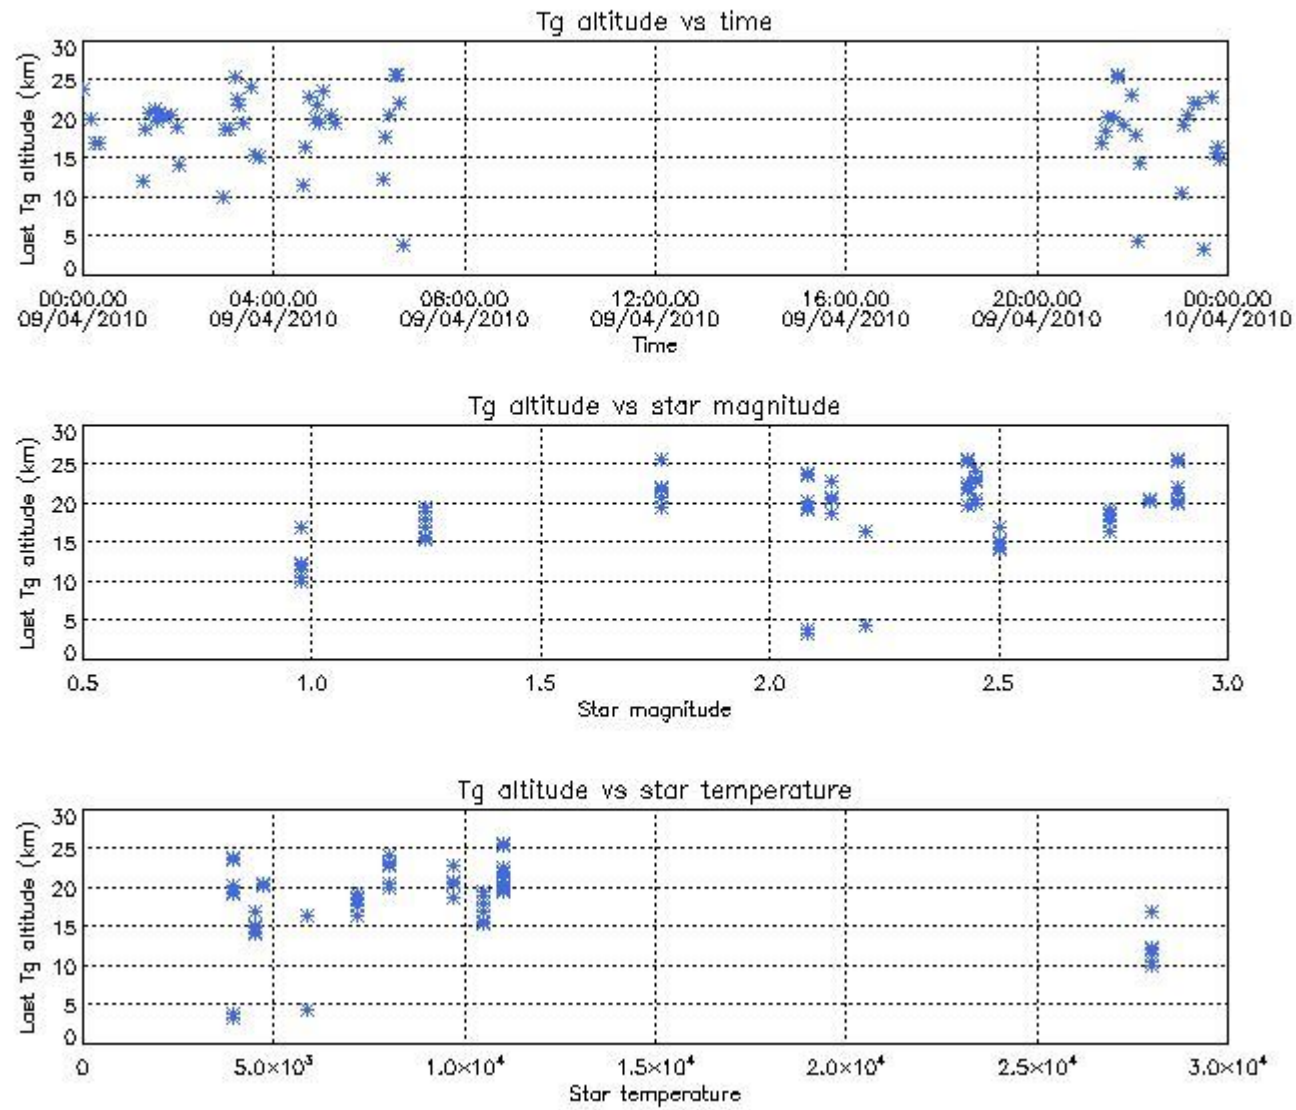 Tg altitude vs time
Last Tg altitude (km)
30
25
20
15
10
5
0
00:00.00 04:00.00 08:00.00 12:00.00 16:00.00 20:00.00 00:00.00
09/04/2010 09/04/2010 09/04/2010 09/04/2010 09/04/2010 09/04/2010 10/04/2010
Time
Tg altitude vs star magnitude
Last Tg altitude (km)
30
25
20
15
10
5
0
0.5 1.0 1.5 2.0 2.5 3.0
Star magnitude
Tg altitude vs star temperature
Last Tg altitude (km)
30
25
20
15
10
5
0
0 5.0×10³ 1.0×10⁴ 1.5×10⁴ 2.0×10⁴ 2.5×10⁴ 3.0×10⁴
Star temperature